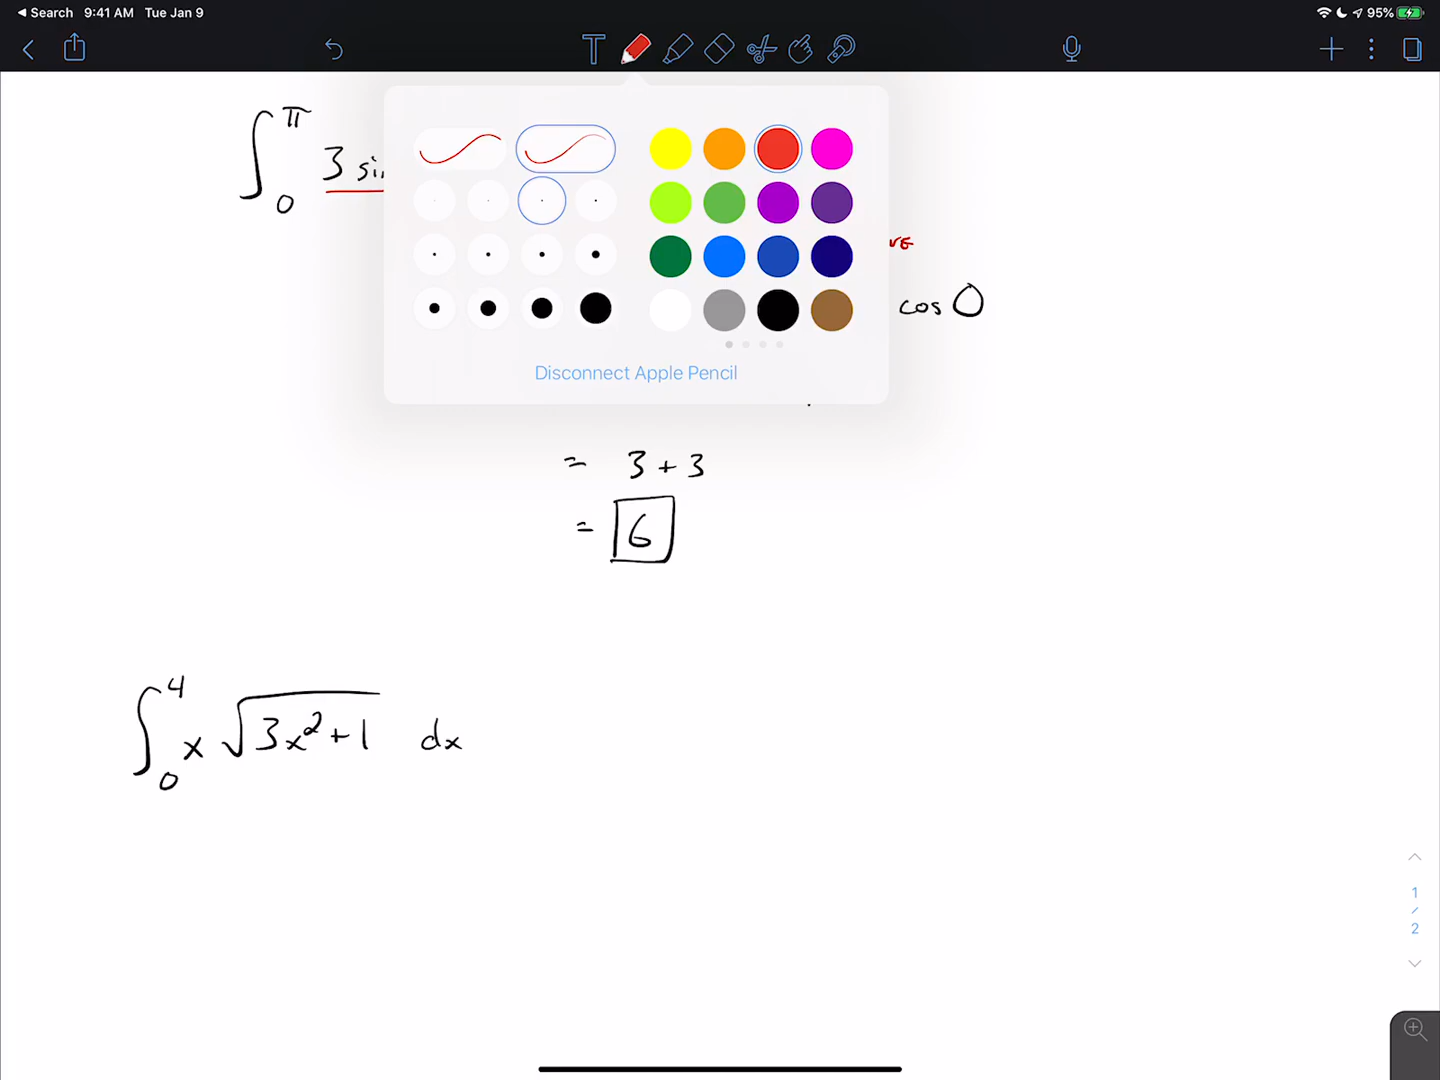 Search 9:41 AM Tue Jan 9 95%
T
∫₀^π 3 sin
VE
cos 0
Disconnect Apple Pencil
= 3 + 3
= 6
∫₀⁴ x √(3x²+1) dx
1
/
2